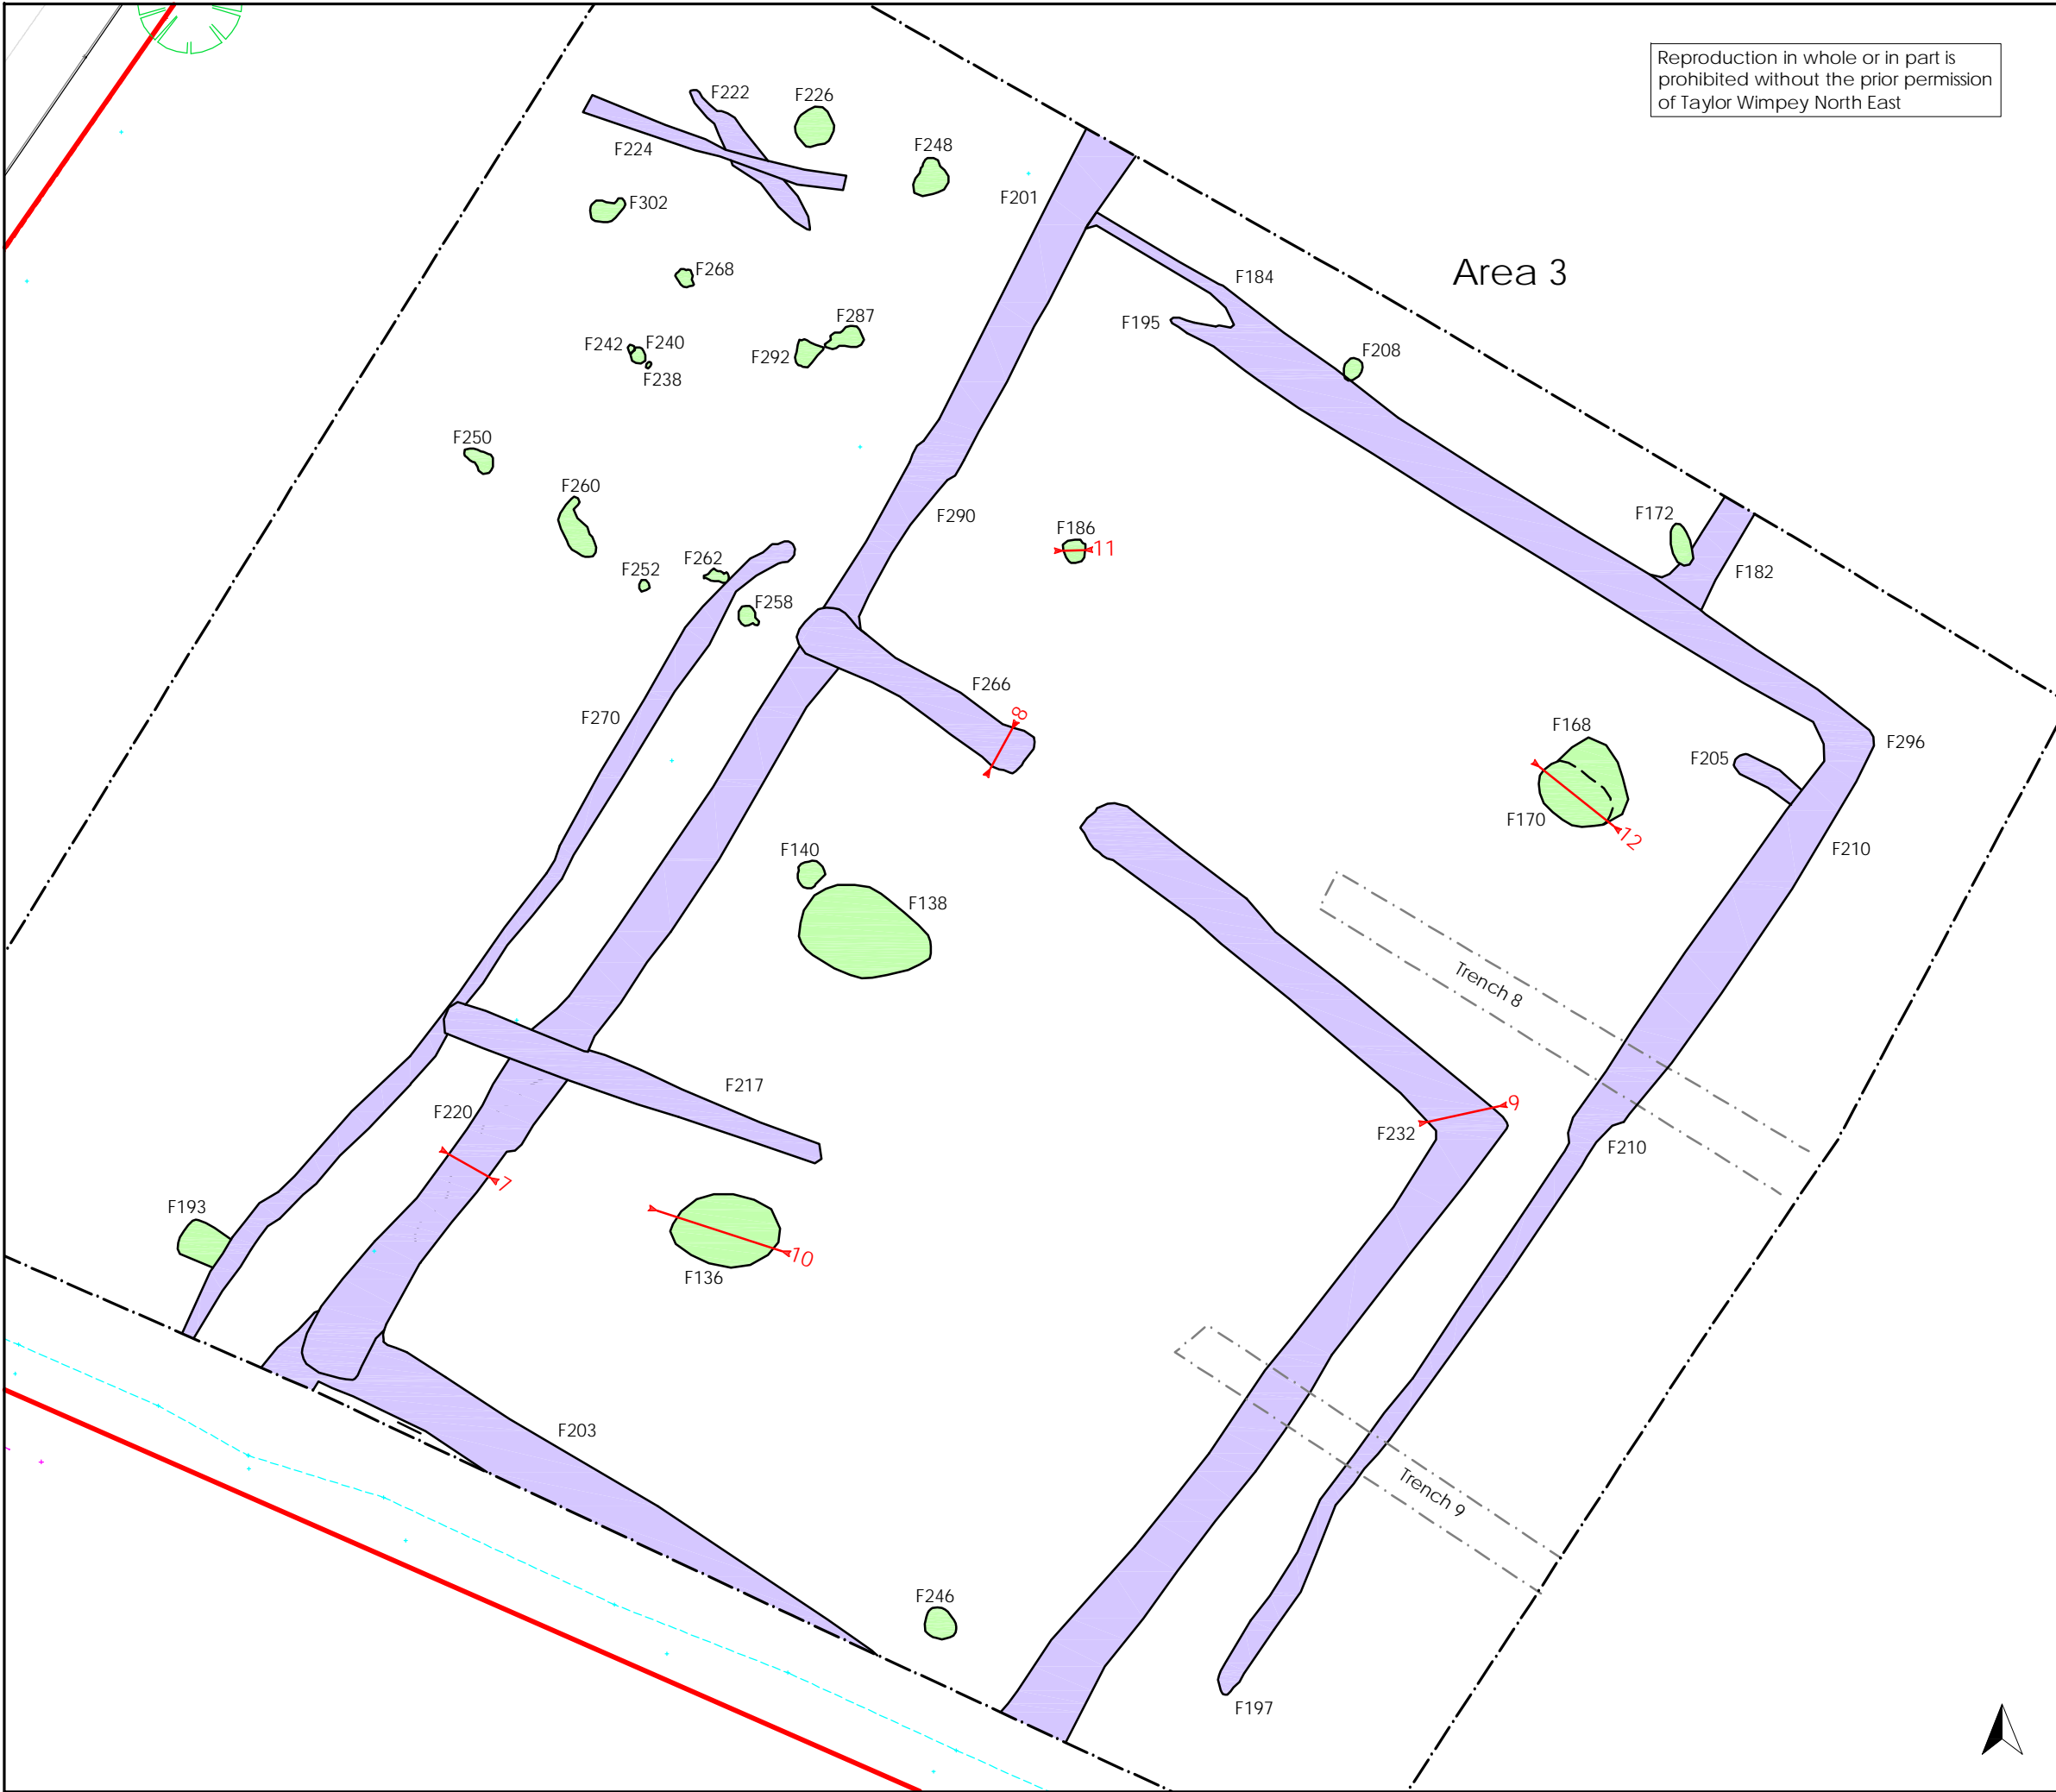 Reproduction in whole or in part is
prohibited without the prior permission
of Taylor Wimpey North East
F222
F226
F224
F248
F302
F201
Area 3
F268
F184
F287
F195
F242
F240
F292
F208
F238
F250
F260
F290
F172
F186
11
F262
F252
F182
F258
F266
8
F270
F168
F296
F205
F170
12
F140
F210
F138
Trench 8
F217
9
F220
F232
F210
7
F193
10
F136
F203
Trench 9
F246
F197